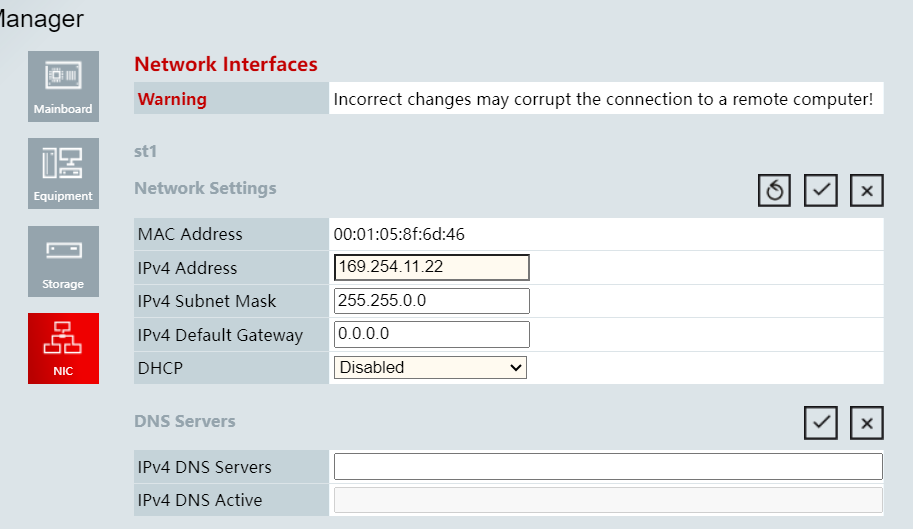 Manager
Mainboard
Equipment
Storage
NIC
Network Interfaces
Warning Incorrect changes may corrupt the connection to a remote computer!
st1
Network Settings
MAC Address 00:01:05:8f:6d:46
IPv4 Address 169.254.11.22
IPv4 Subnet Mask 255.255.0.0
IPv4 Default Gateway 0.0.0.0
DHCP Disabled
DNS Servers
IPv4 DNS Servers
IPv4 DNS Active